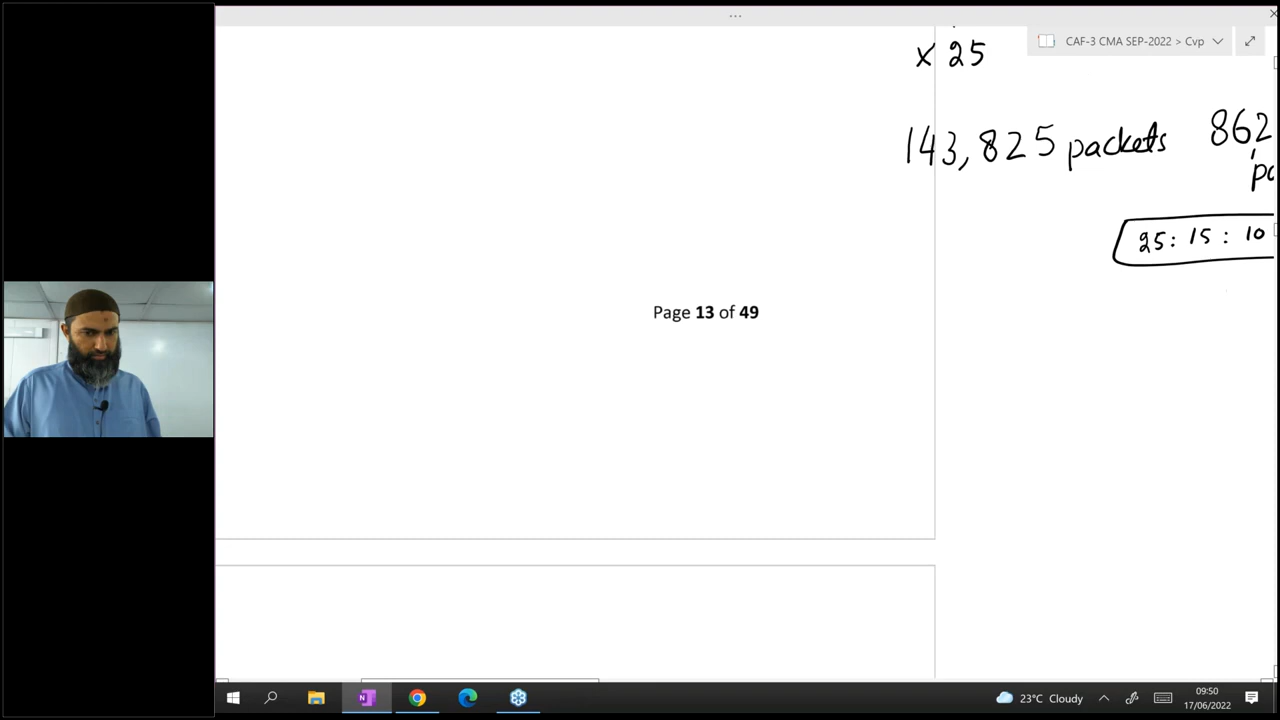 ...
CAF-3 CMA SEP-2022 > Cvp
x 25
143,825 packets 862
25: 15 : 10
Page 13 of 49
23°C Cloudy
09:50
17/06/2022